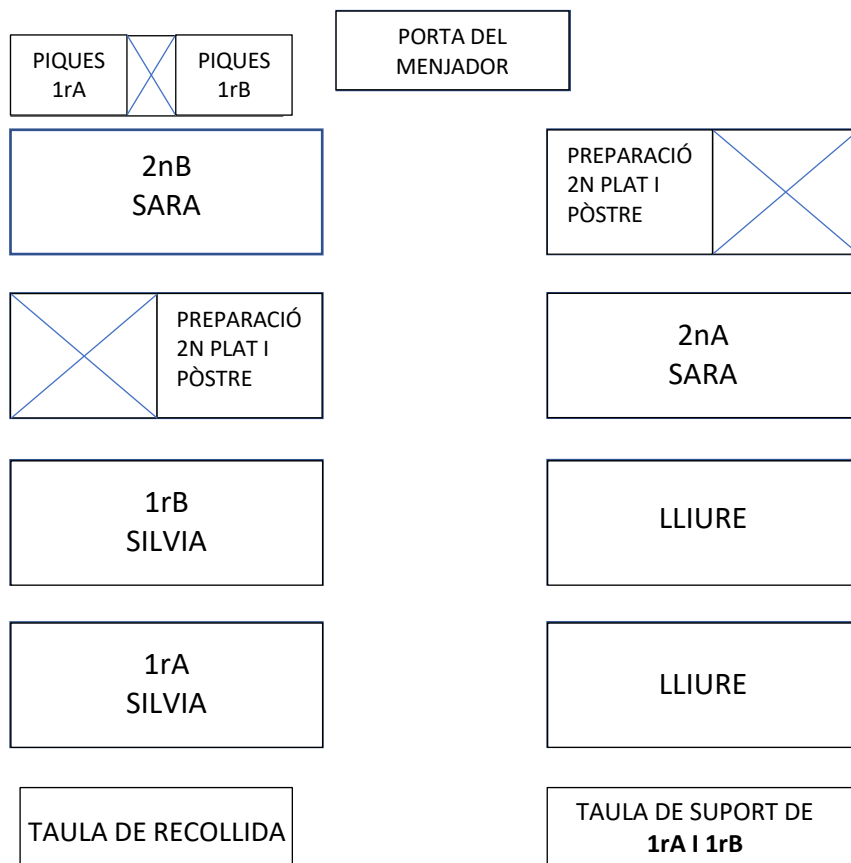 PIQUES
1rA
PIQUES
1rB
PORTA DEL
MENJADOR
2nB
SARA
PREPARACIÓ
2N PLAT I
PÒSTRE
PREPARACIÓ
2N PLAT I
PÒSTRE
2nA
SARA
1rB
SILVIA
LLIURE
1rA
SILVIA
LLIURE
TAULA DE RECOLLIDA
TAULA DE SUPORT DE
1rA I 1rB